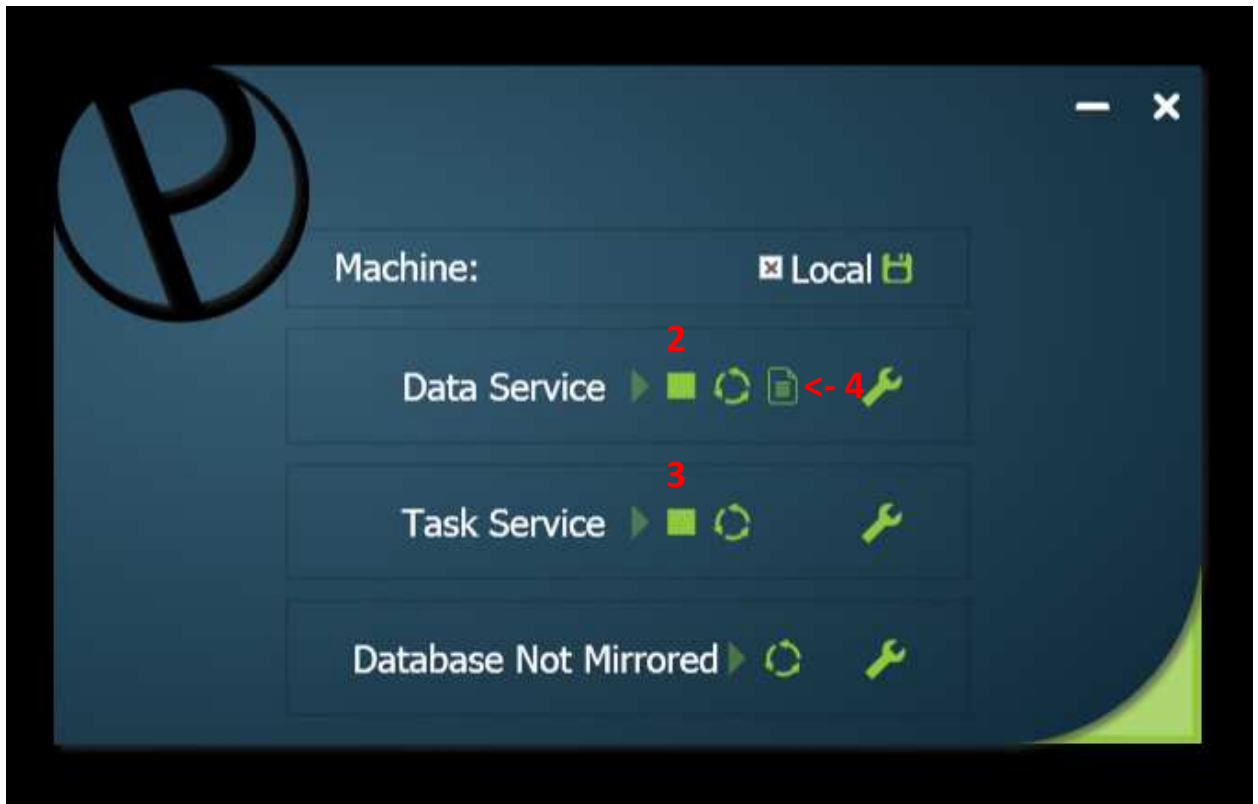 P
Machine: Local
2
Data Service <- 4
3
Task Service
Database Not Mirrored